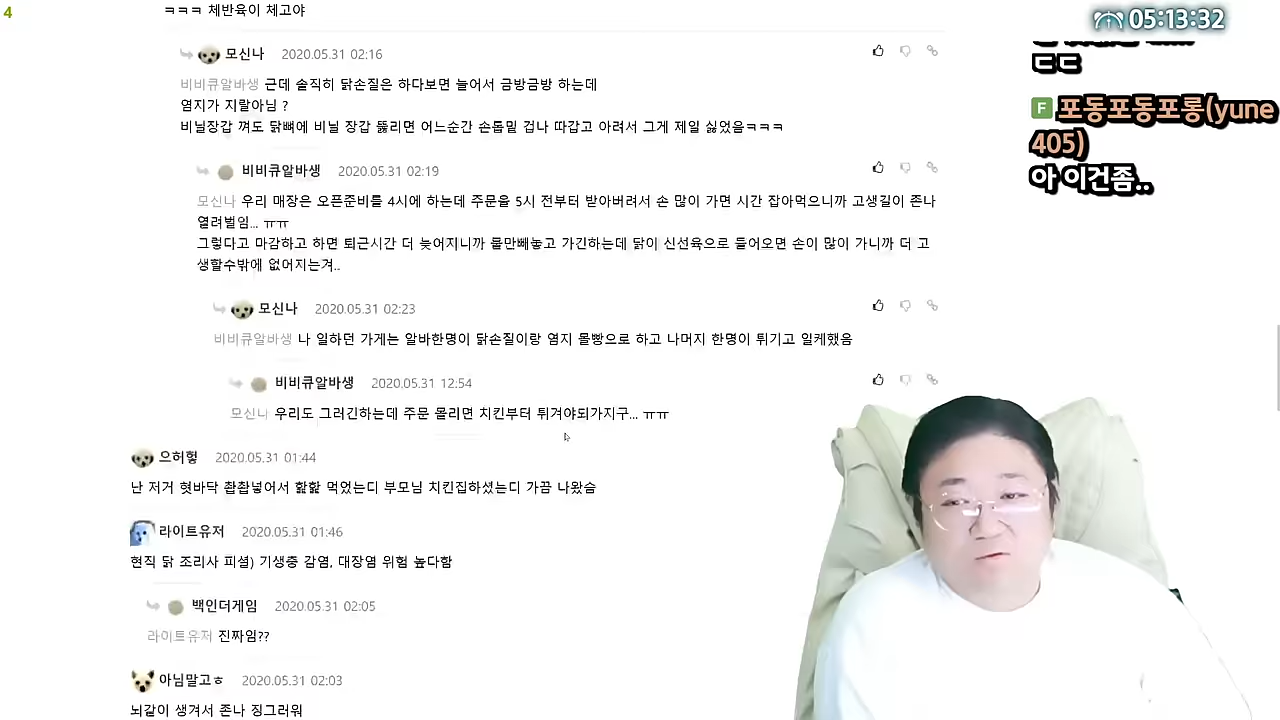 4
ㅋㅋㅋ 체반육이 체고야
05:13:32
모신나 2020.05.31 02:16
비비큐알바생 근데 솔직히 닭손질은 하다보면 늘어서 금방금방 하는데
염지가 지랄아님 ?
비닐장갑 껴도 닭뼈에 비닐 장갑 뚫리면 어느순간 손톱밑 겁나 따갑고 아려서 그게 제일 싫었음ㅋㅋㅋ
비비큐알바생 2020.05.31 02:19
모신나 우리 매장은 오픈준비를 4시에 하는데 주문을 5시 전부터 받아버려서 손 많이 가면 시간 잡아먹으니까 고생길이 존나
열려벌임... ㅠㅠ
그렇다고 마감하고 하면 퇴근시간 더 늦어지니까 물만빼놓고 가긴하는데 닭이 신선육으로 들어오면 손이 많이 가니까 더 고
생할수밖에 없어지는겨..
모신나 2020.05.31 02:23
비비큐알바생 나 일하던 가게는 알바한명이 닭손질이랑 염지 몰빵으로 하고 나머지 한명이 튀기고 일케했음
비비큐알바생 2020.05.31 12:54
모신나 우리도 그러긴하는데 주문 몰리면 치킨부터 튀겨야되가지구... ㅠㅠ
으허헣 2020.05.31 01:44
난 저거 혓바닥 촵촵넣어서 핥핥 먹었는디 부모님 치킨집하셨는디 가끔 나왔슴
라이트유저 2020.05.31 01:46
현직 닭 조리사 피셜) 기생충 감염, 대장염 위험 높다함
백인더게임 2020.05.31 02:05
라이트유저 진짜임??
아님말고ㅎ 2020.05.31 02:03
뇌같이 생겨서 존나 징그러워
ㄷㄷ
F 포동포동포롱(yune
405)
아 이건좀..